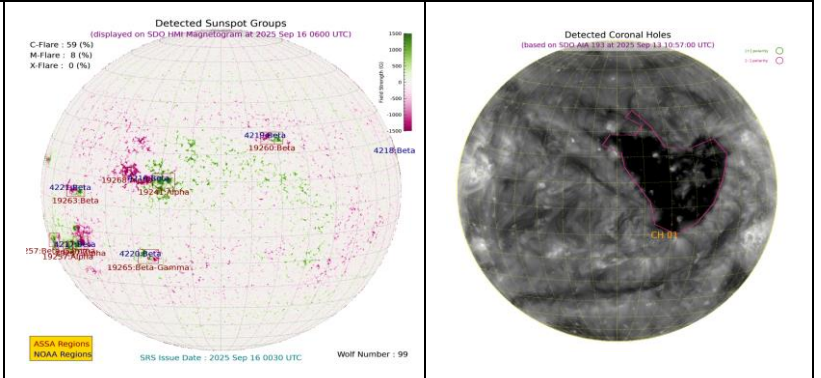 Detected Sunspot Groups
(displayed on SDO HMI Magnetogram at 2025 Sep 16 0600 UTC)
C-Flare : 59 (%)
M-Flare : 8 (%)
X-Flare : 0 (%)
1500
1000
500
0
-500
-1000
-1500
Field Strength (G)
4219:Beta
19260:Beta
4218:Beta
19241:Alpha
4221:Beta
19263:Beta
4217:Beta
19257:Alpha
4220:Beta
19265:Beta-Gamma
ASSA Regions
NOAA Regions
SRS Issue Date : 2025 Sep 16 0030 UTC
Wolf Number : 99
Detected Coronal Holes
(based on SDO AIA 193 at 2025 Sep 13 10:57:00 UTC)
CH 01